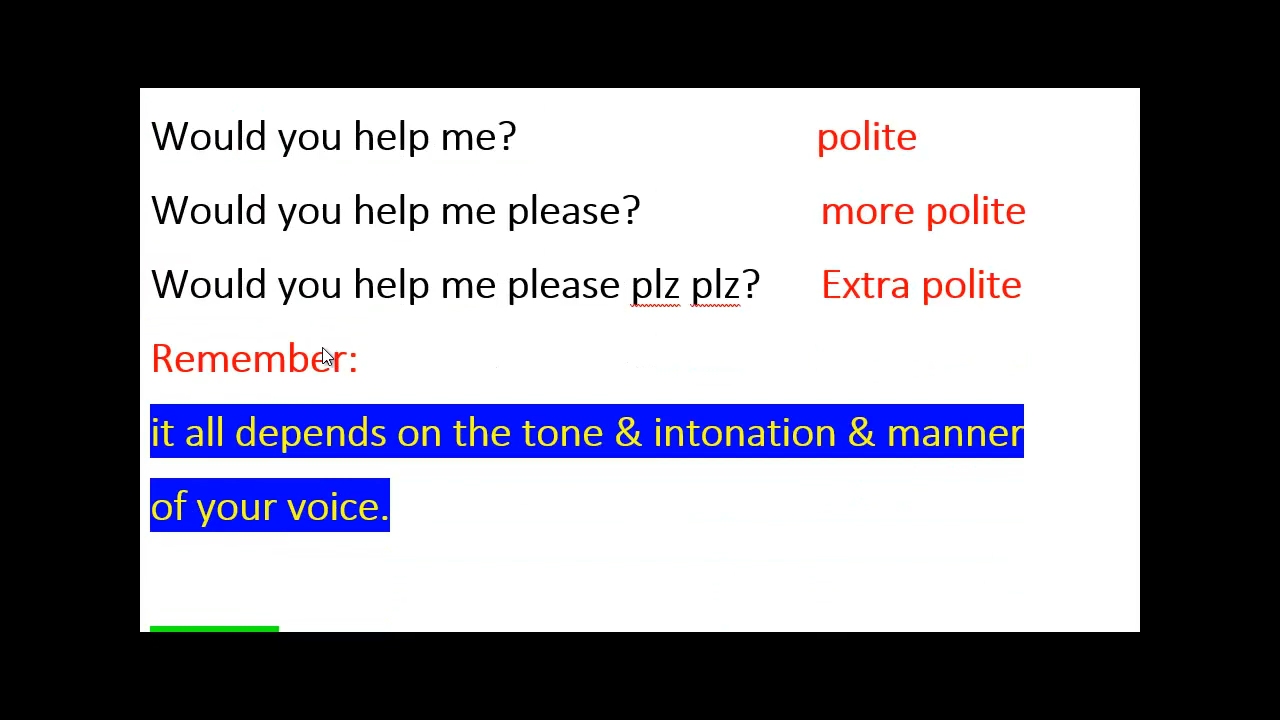 Would you help me? polite
Would you help me please? more polite
Would you help me please plz plz? Extra polite
Remember:
it all depends on the tone & intonation & manner
of your voice.